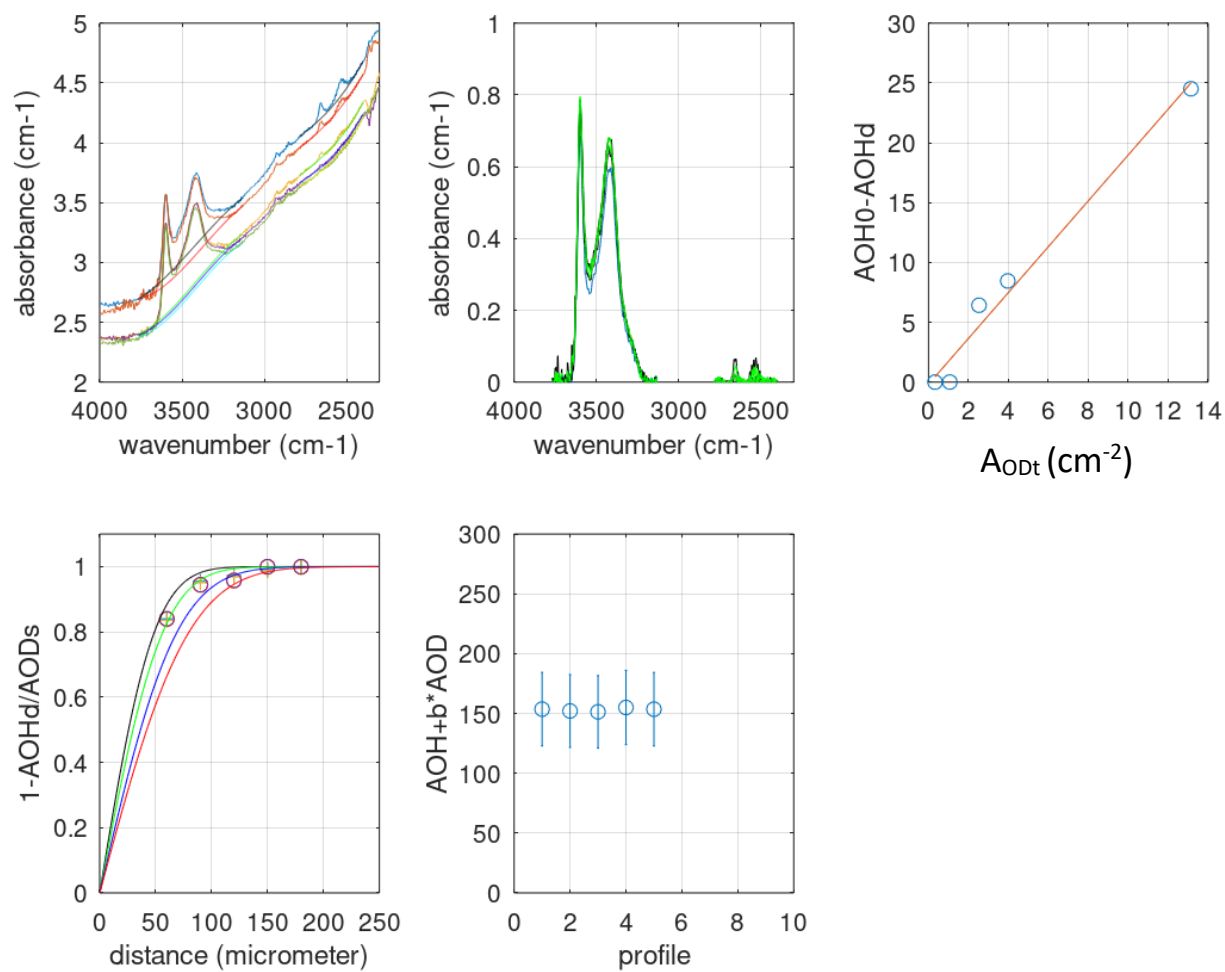 5
4.5
4
3.5
3
2.5
2
4000 3500 3000 2500
absorbance (cm-1)
wavenumber (cm-1)
1
0.8
0.6
0.4
0.2
0
4000 3500 3000 2500
absorbance (cm-1)
wavenumber (cm-1)
30
25
20
15
10
5
0
0 2 4 6 8 10 12 14
AOH0-AOHd
AODt (cm-2)
1
0.8
0.6
0.4
0.2
0
0 50 100 150 200 250
1-AOHd/AODs
distance (micrometer)
300
250
200
150
100
50
0
0 2 4 6 8 10
AOH+b*AOD
profile